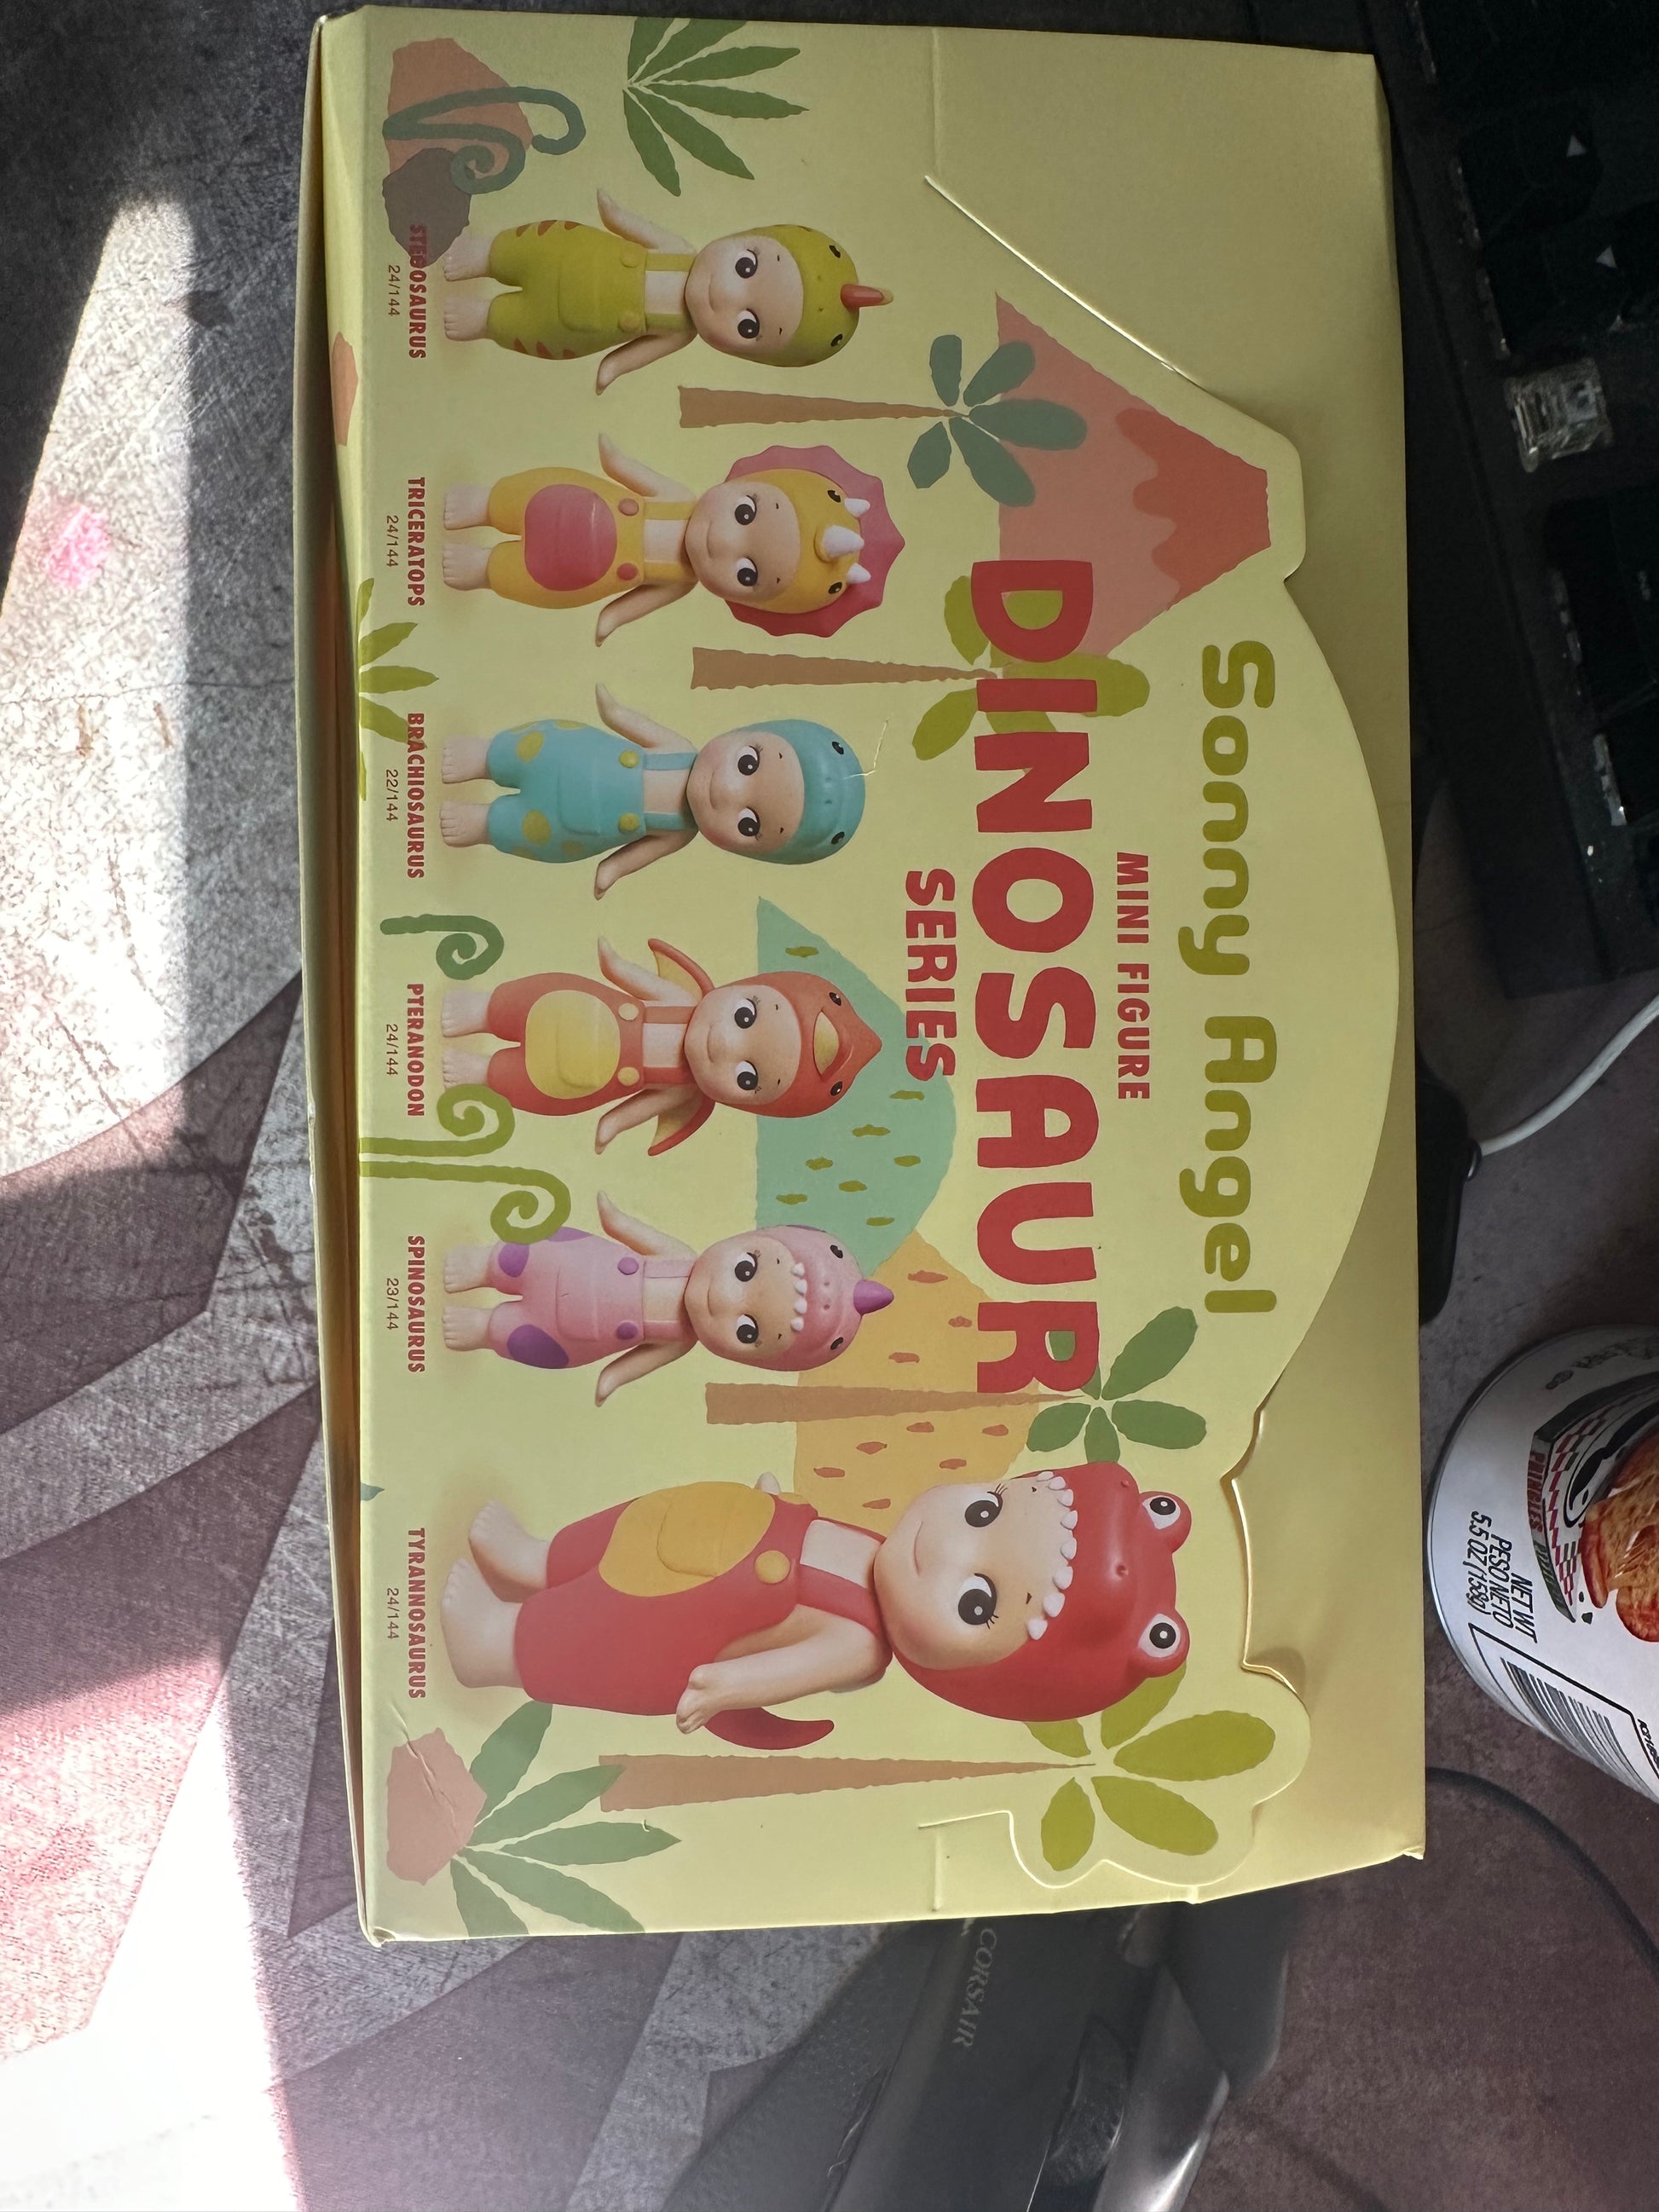 Sonny Angel
MINI FIGURE
DINOSAUR
SERIES
STEGOSAURUS
24/144
TRICERATOPS
24/144
BRACHIOSAURUS
22/144
PTERANODON
24/144
SPINOSAURUS
23/144
TYRANNOSAURUS
24/144
CORSAIR
NET WT
PESO NETO
5.5 OZ (156g)